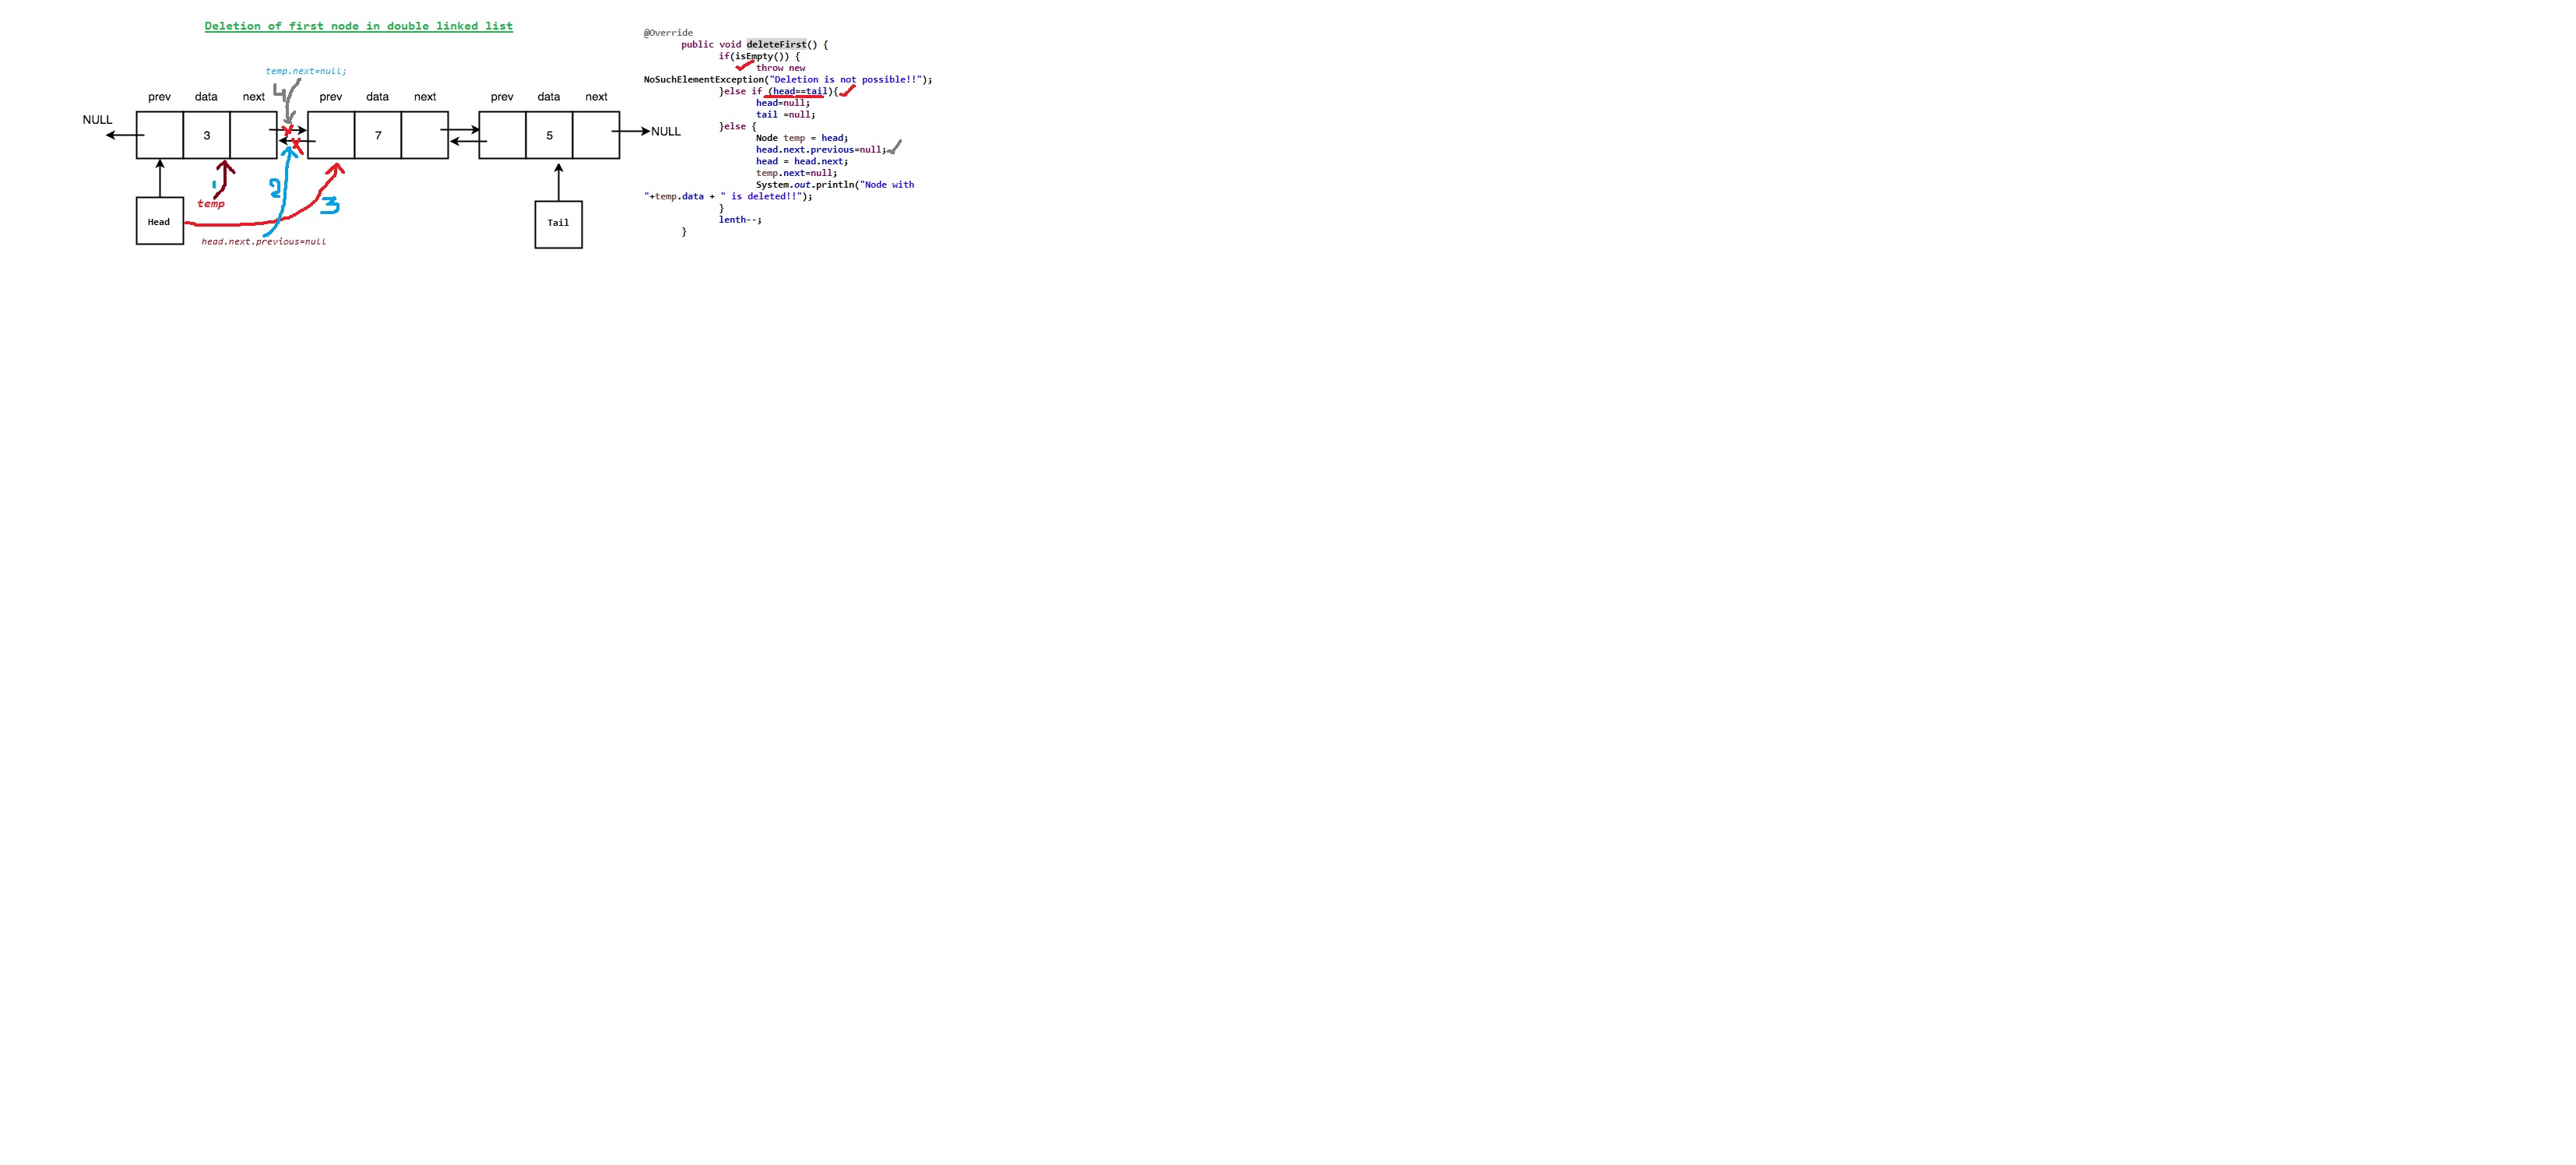 Deletion of first node in double linked list
temp.next=null;
4
prev data next prev data next prev data next
NULL
3 7 5
NULL
1
2
3
temp
Head
Tail
head.next.previous=null
@Override
public void deleteFirst() {
if(isEmpty()) {
throw new
NoSuchElementException("Deletion is not possible!!");
}else if (head==tail){
head=null;
tail =null;
}else {
Node temp = head;
head.next.previous=null;
head = head.next;
temp.next=null;
System.out.println("Node with
"+temp.data + " is deleted!!");
}
lenth--;
}